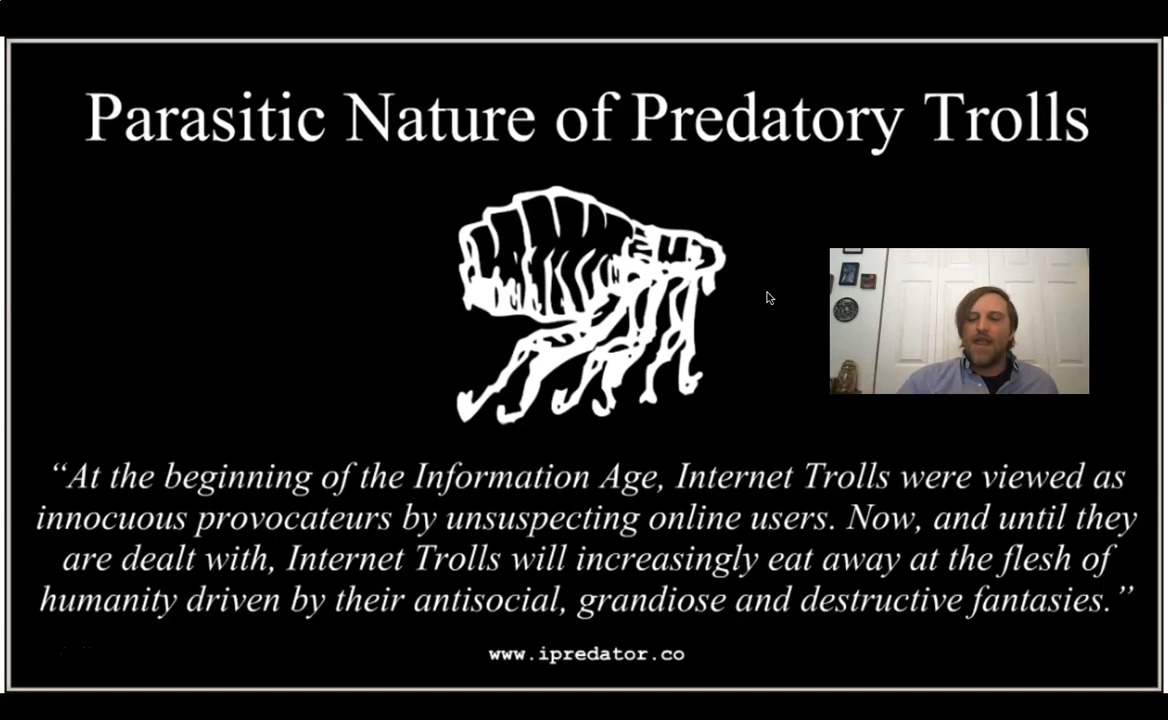 Parasitic Nature of Predatory Trolls
“At the beginning of the Information Age, Internet Trolls were viewed as
innocuous provocateurs by unsuspecting online users. Now, and until they
are dealt with, Internet Trolls will increasingly eat away at the flesh of
humanity driven by their antisocial, grandiose and destructive fantasies.”
www.ipredator.co